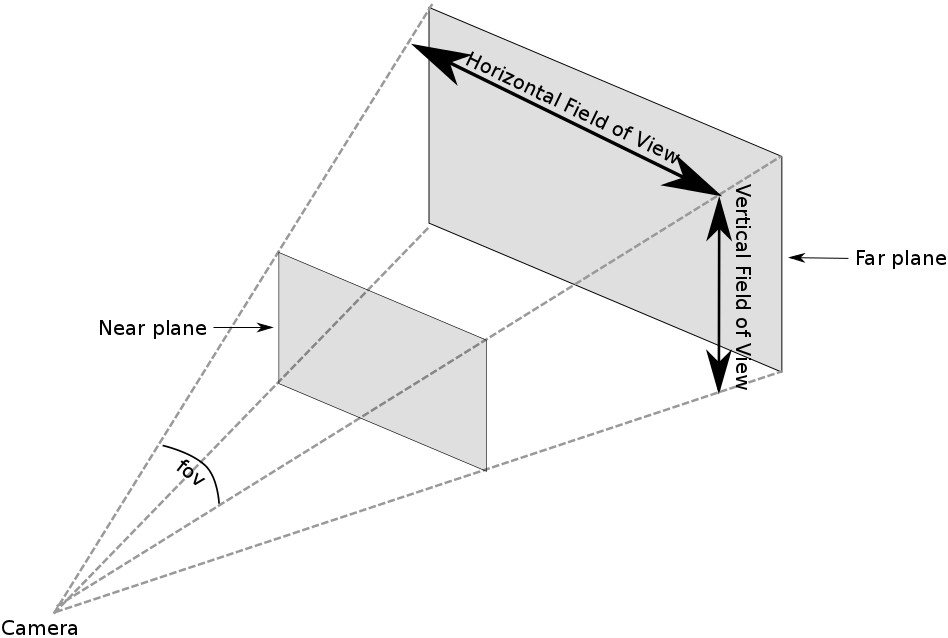 Horizontal Field of View
Vertical Field of View
Far plane
Near plane
fov
Camera